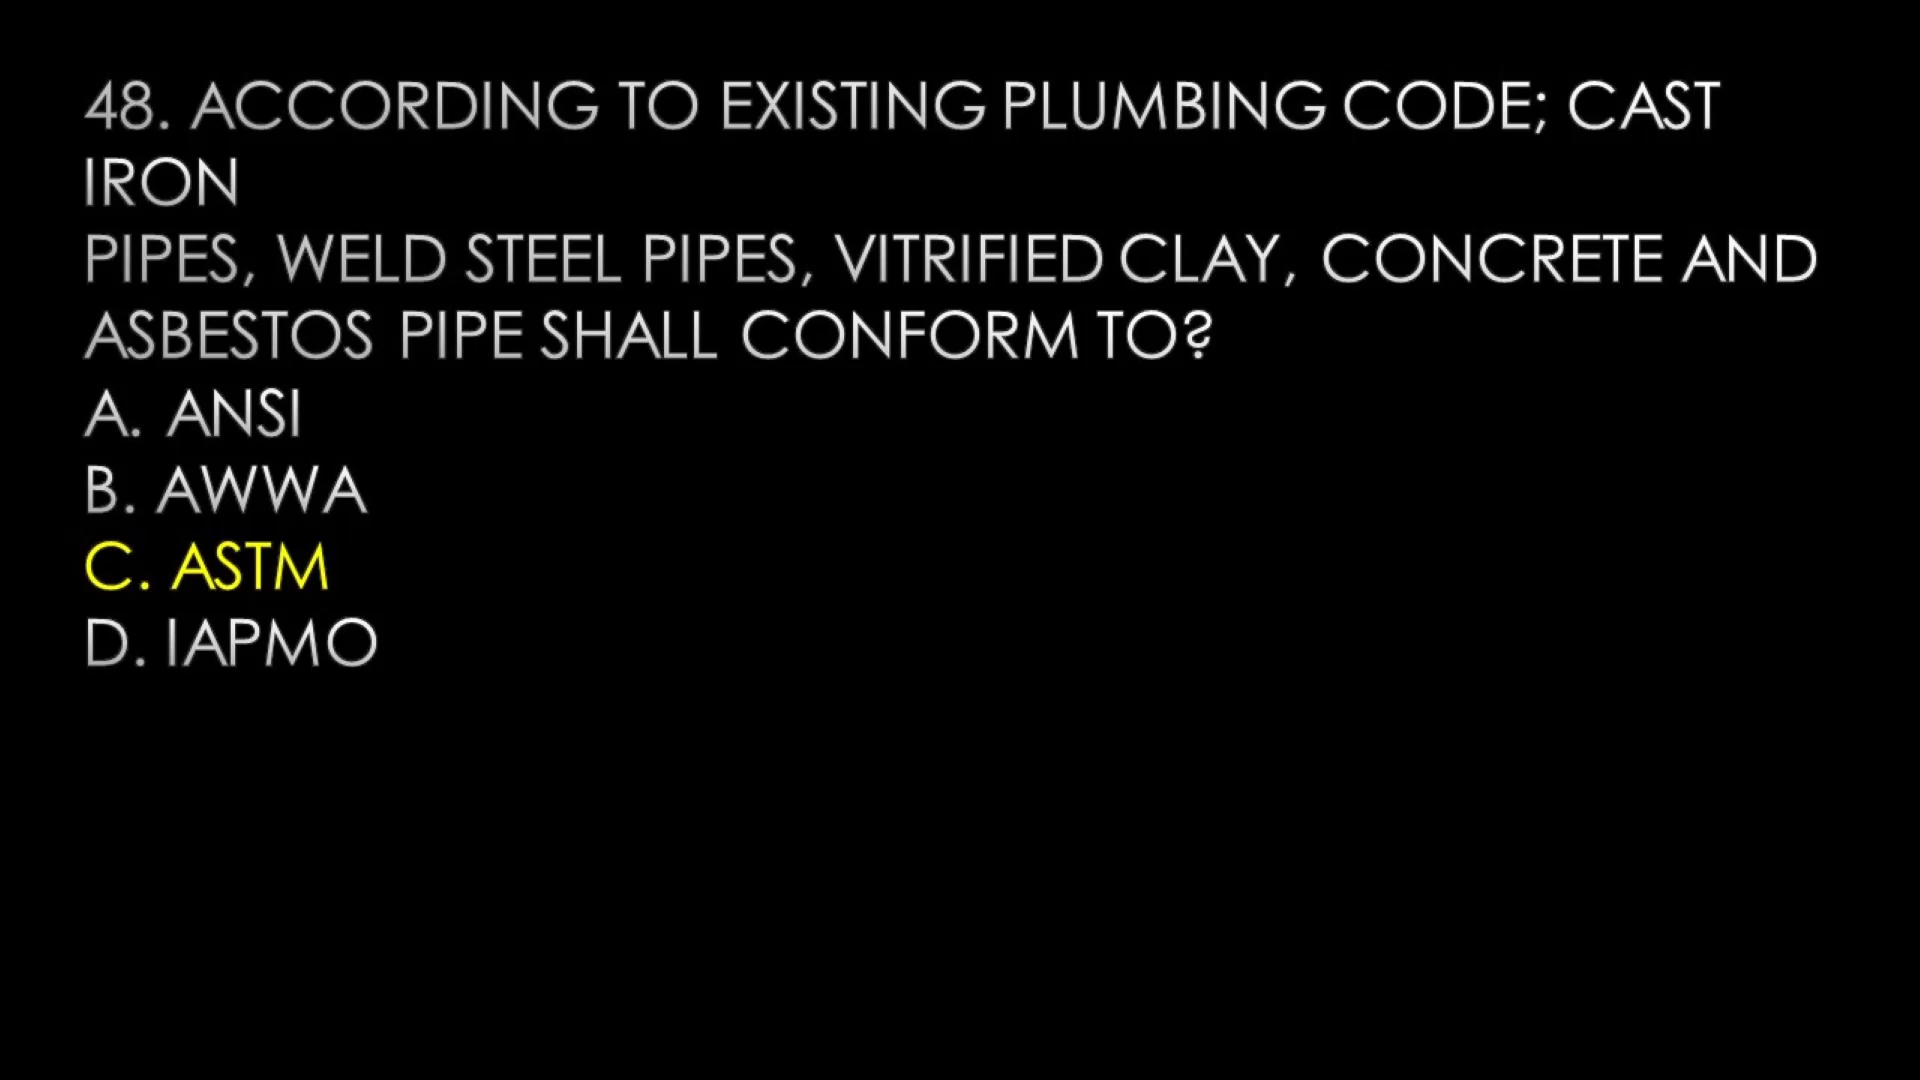 48. ACCORDING TO EXISTING PLUMBING CODE; CAST
IRON
PIPES, WELD STEEL PIPES, VITRIFIED CLAY, CONCRETE AND
ASBESTOS PIPE SHALL CONFORM TO?
A. ANSI
B. AWWA
C. ASTM
D. IAPMO